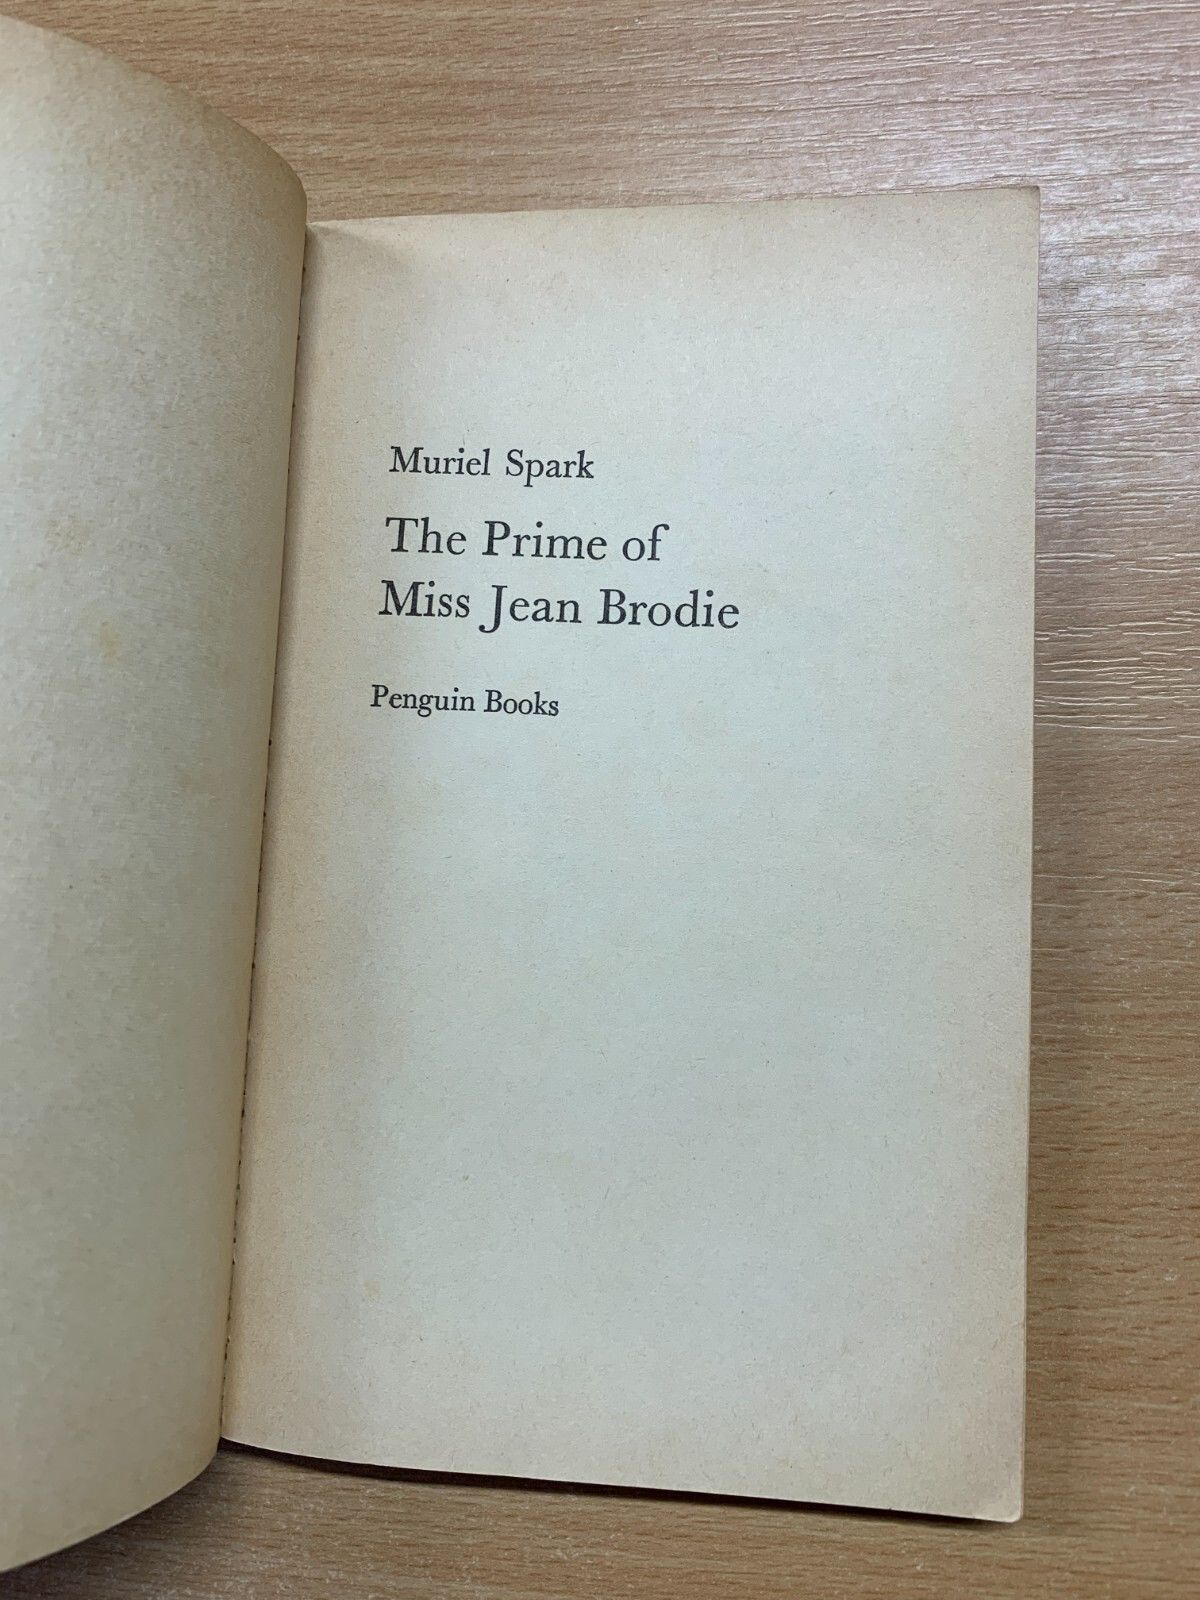 Muriel Spark
The Prime of
Miss Jean Brodie
Penguin Books